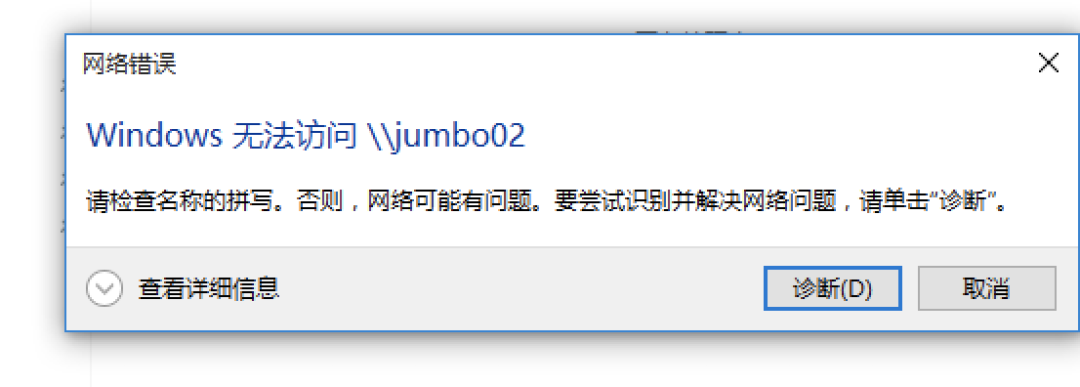 网络错误
Windows 无法访问 \\jumbo02
请检查名称的拼写。否则，网络可能有问题。要尝试识别并解决网络问题，请单击“诊断”。
查看详细信息
诊断(D)
取消